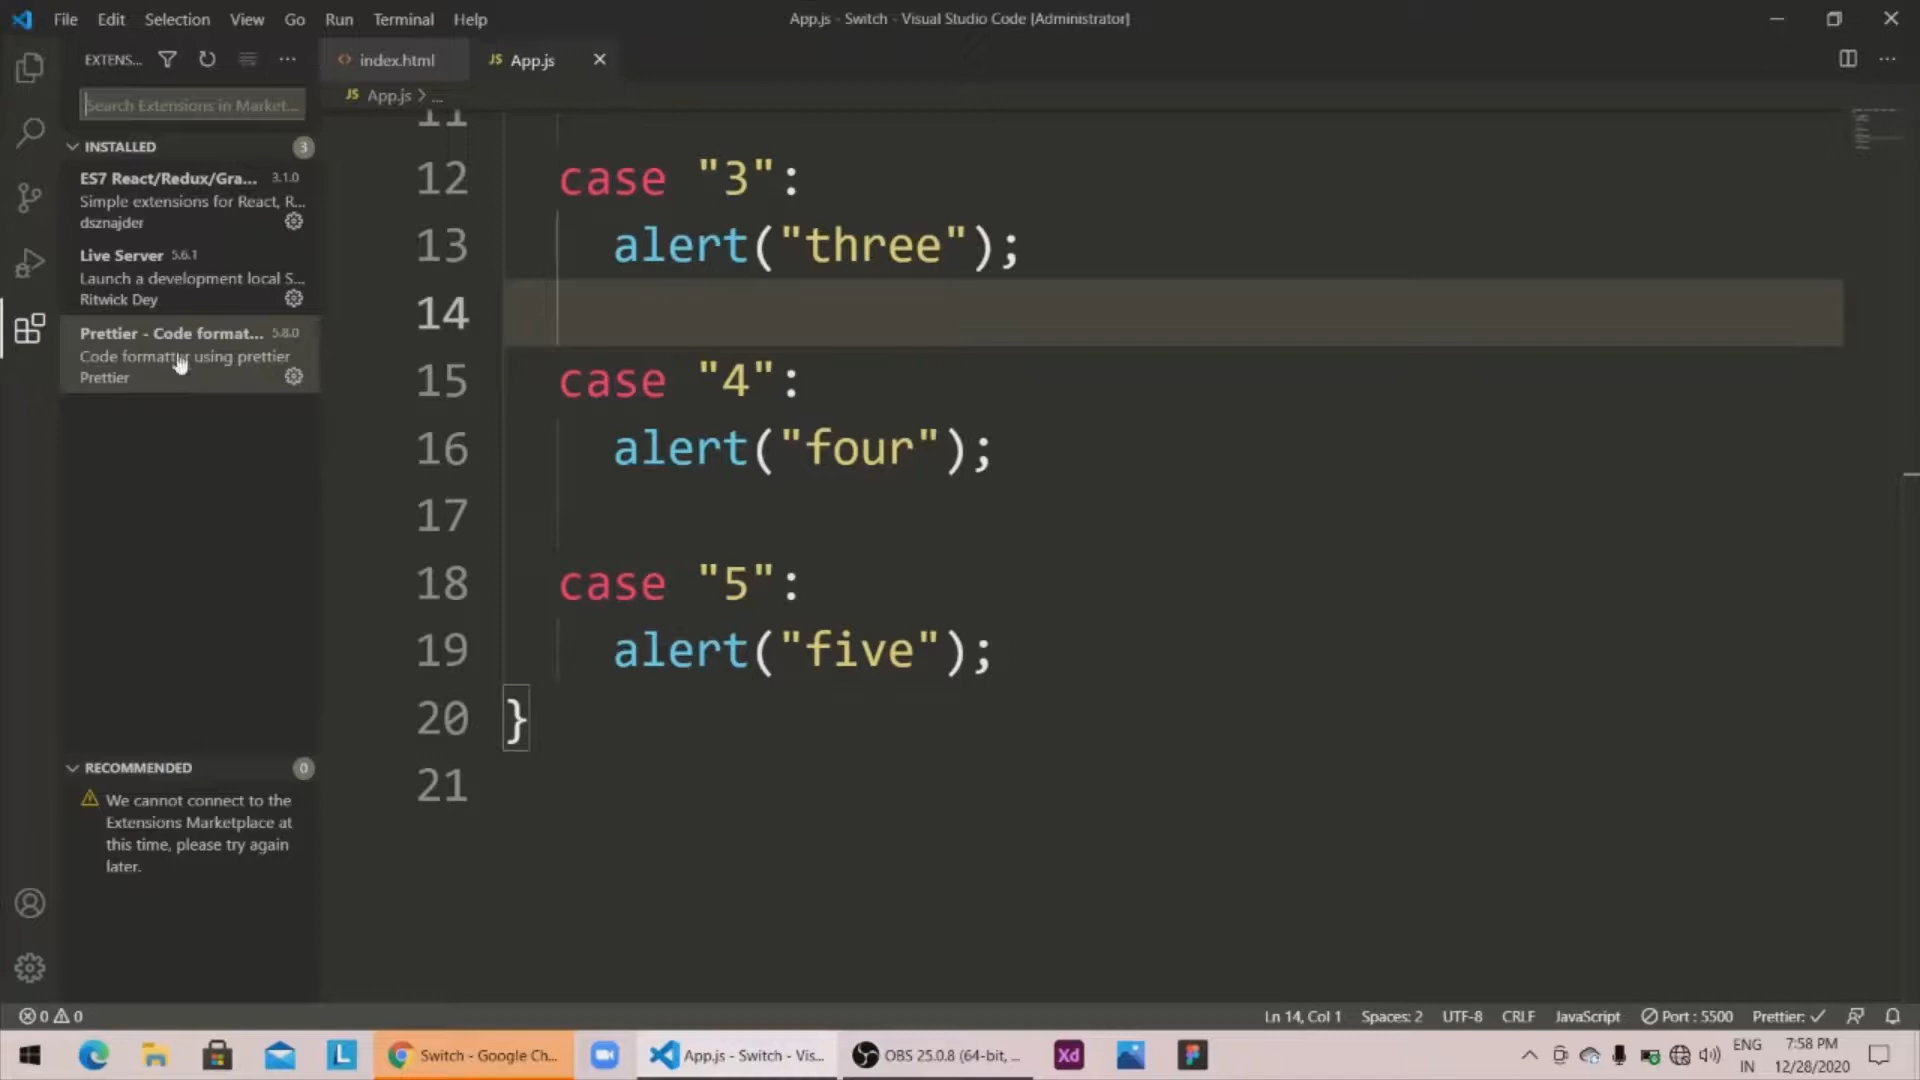 File Edit Selection View Go Run Terminal Help
App.js - Switch - Visual Studio Code [Administrator]
EXTENS...
index.html
JS App.js
Search Extensions in Market...
JS App.js > ...
INSTALLED 3
ES7 React/Redux/Gra... 3.1.0
Simple extensions for React, R...
dsznajder
Live Server 5.6.1
Launch a development local S...
Ritwick Dey
Prettier - Code format... 5.8.0
Code formatter using prettier
Prettier
RECOMMENDED 0
We cannot connect to the
Extensions Marketplace at
this time, please try again
later.
11
12 case "3":
13 alert("three");
14
15 case "4":
16 alert("four");
17
18 case "5":
19 alert("five");
20 }
21
0 0
Ln 14, Col 1 Spaces: 2 UTF-8 CRLF JavaScript Port : 5500 Prettier: ✓
L
Switch - Google Ch...
App.js - Switch - Vis...
OBS 25.0.8 (64-bit, ...
Xd
ENG
IN
7:58 PM
12/28/2020